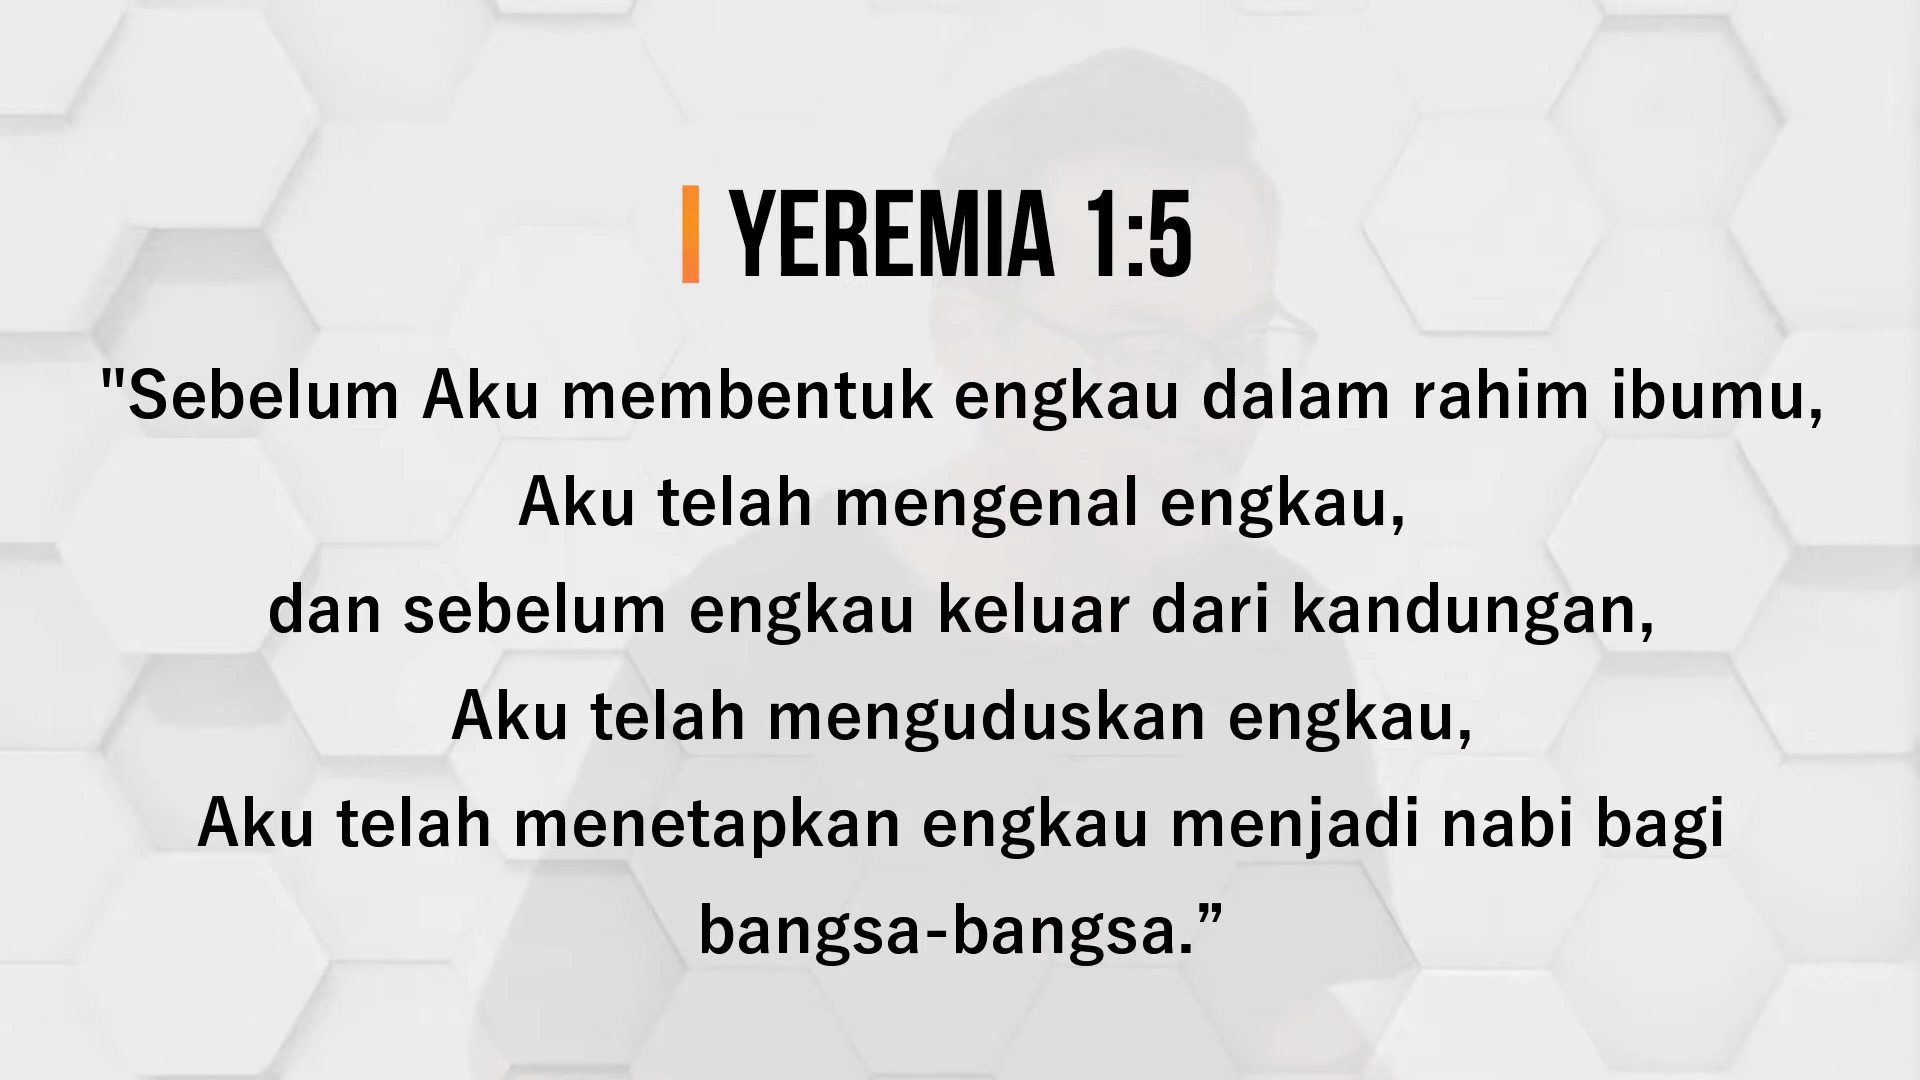 YEREMIA 1:5
"Sebelum Aku membentuk engkau dalam rahim ibumu,
Aku telah mengenal engkau,
dan sebelum engkau keluar dari kandungan,
Aku telah menguduskan engkau,
Aku telah menetapkan engkau menjadi nabi bagi
bangsa-bangsa.”